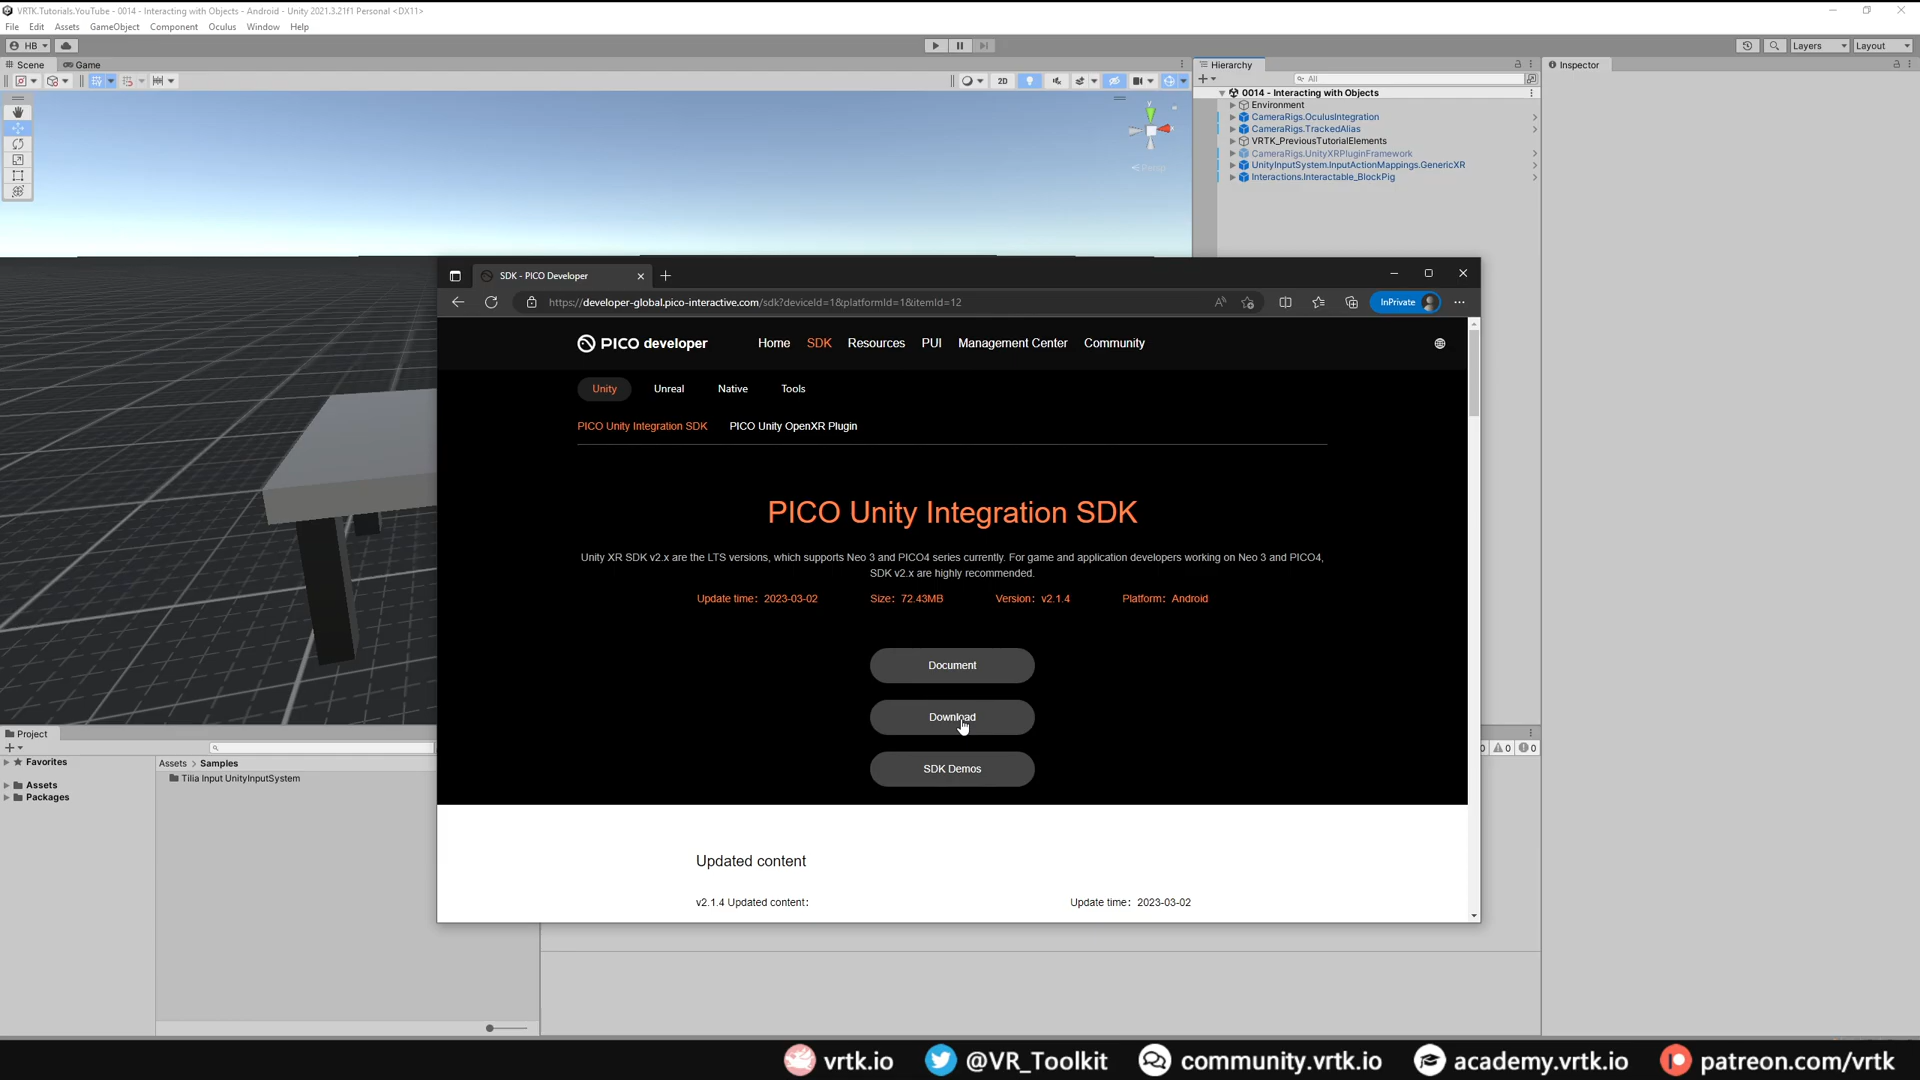 VRTK.Tutorials.YouTube - 0014 - Interacting with Objects - Android - Unity 2021.3.21f1 Personal <DX11>
File Edit Assets GameObject Component Oculus Window Help
HB
Layers Layout
Scene Game
Hierarchy
Inspector
2D
All
0014 - Interacting with Objects
Environment
CameraRigs.OculusIntegration
CameraRigs.TrackedAlias
VRTK_PreviousTutorialElements
CameraRigs.UnityXRPluginFramework
UnityInputSystem.InputActionMappings.GenericXR
Interactions.Interactable_BlockPig
Persp
SDK - PICO Developer
https://developer-global.pico-interactive.com/sdk?deviceId=1&platformId=1&itemId=12
InPrivate
PICO developer
Home SDK Resources PUI Management Center Community
Unity Unreal Native Tools
PICO Unity Integration SDK PICO Unity OpenXR Plugin
PICO Unity Integration SDK
Unity XR SDK v2.x are the LTS versions, which supports Neo 3 and PICO4 series currently. For game and application developers working on Neo 3 and PICO4,
SDK v2.x are highly recommended.
Update time: 2023-03-02 Size: 72.43MB Version: v2.1.4 Platform: Android
Document
Download
SDK Demos
Updated content
v2.1.4 Updated content: Update time: 2023-03-02
Project
Favorites
Assets
Packages
Assets > Samples
Tilia Input UnityInputSystem
0 0 0
vrtk.io @VR_Toolkit community.vrtk.io academy.vrtk.io patreon.com/vrtk